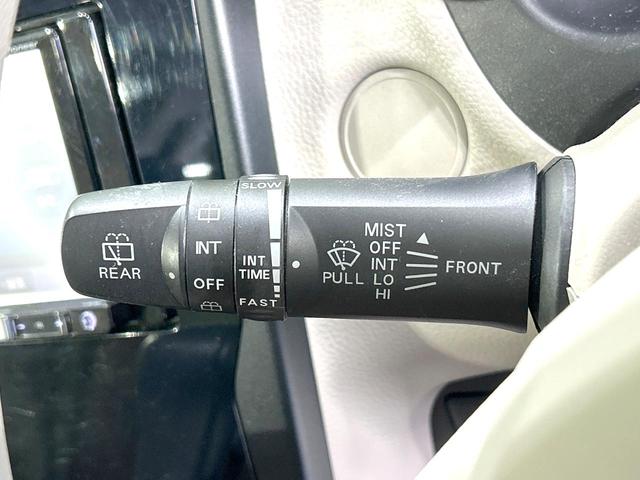 REAR
INT
OFF
SLOW
INT
TIME
FAST
PULL
MIST
OFF
INT
LO
HI
FRONT